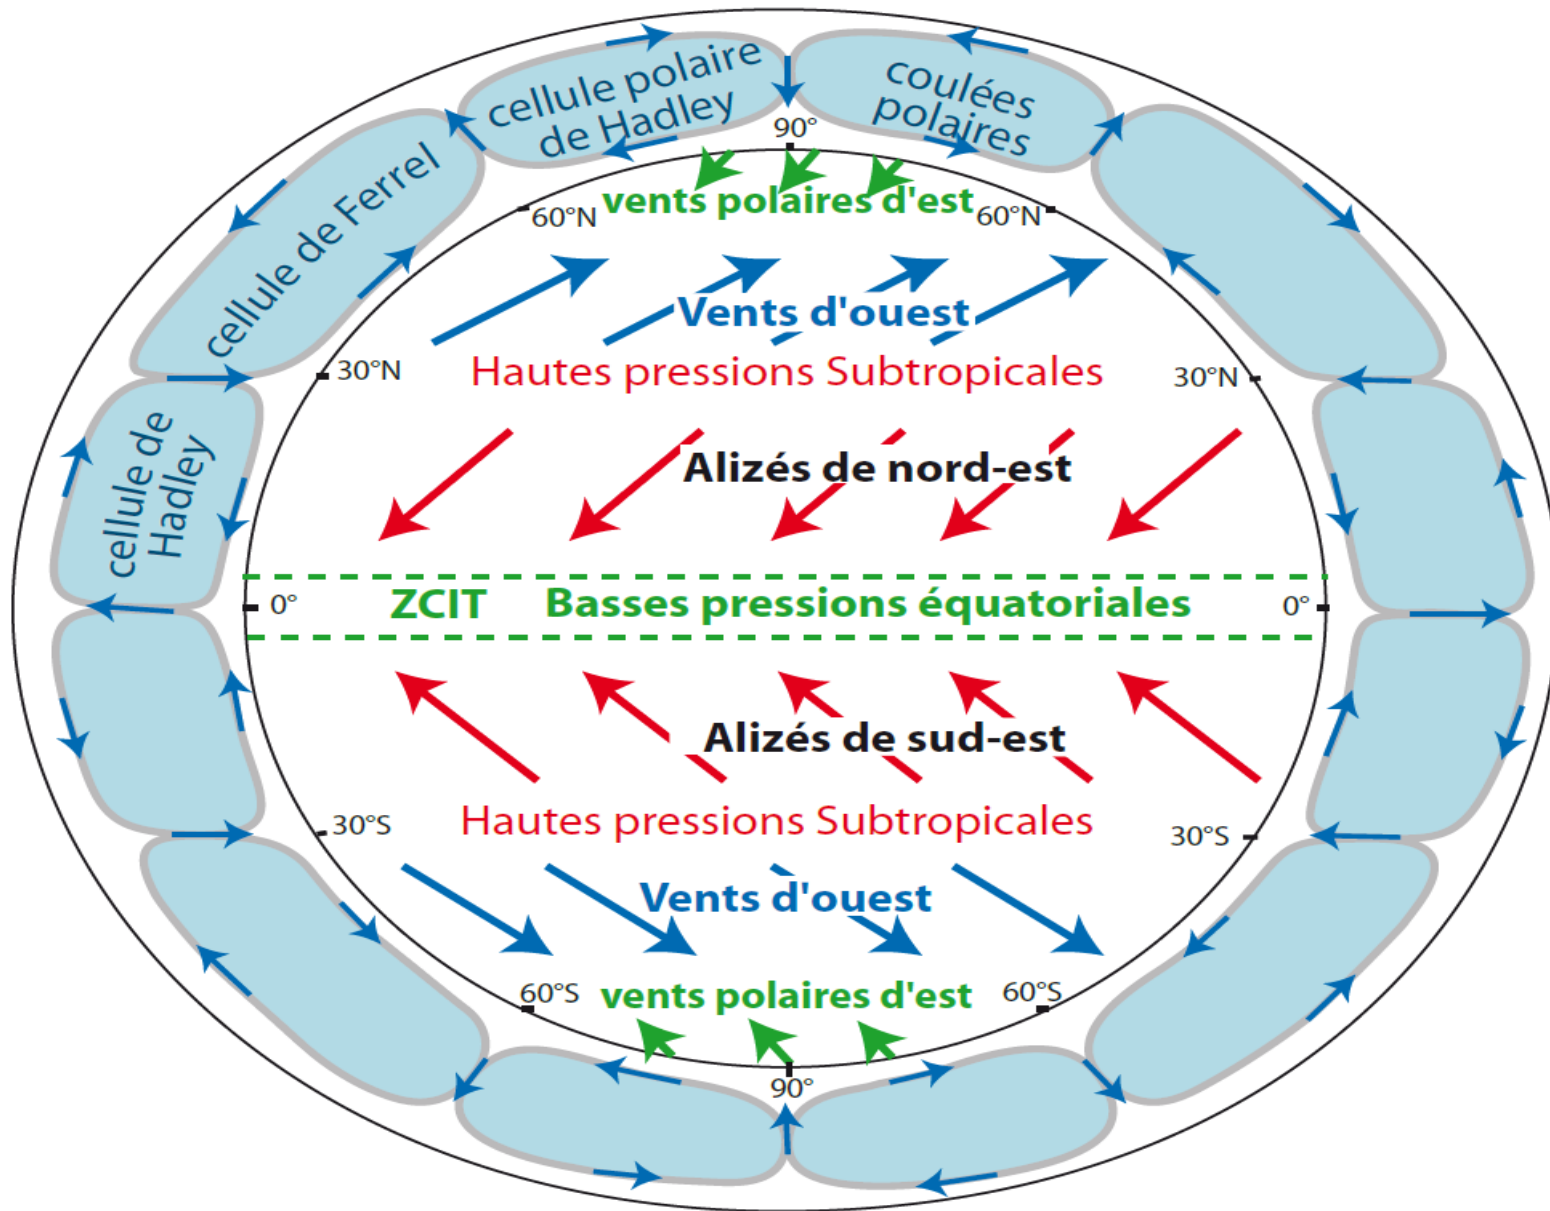 cellule polaire
de Hadley
coulées
polaires
90°
60°N
vents polaires d'est
60°N
cellule de Ferrel
Vents d'ouest
30°N
Hautes pressions Subtropicales
30°N
cellule de
Hadley
Alizés de nord-est
0°
ZCIT
Basses pressions équatoriales
0°
Alizés de sud-est
30°S
Hautes pressions Subtropicales
30°S
Vents d'ouest
60°S
vents polaires d'est
60°S
90°